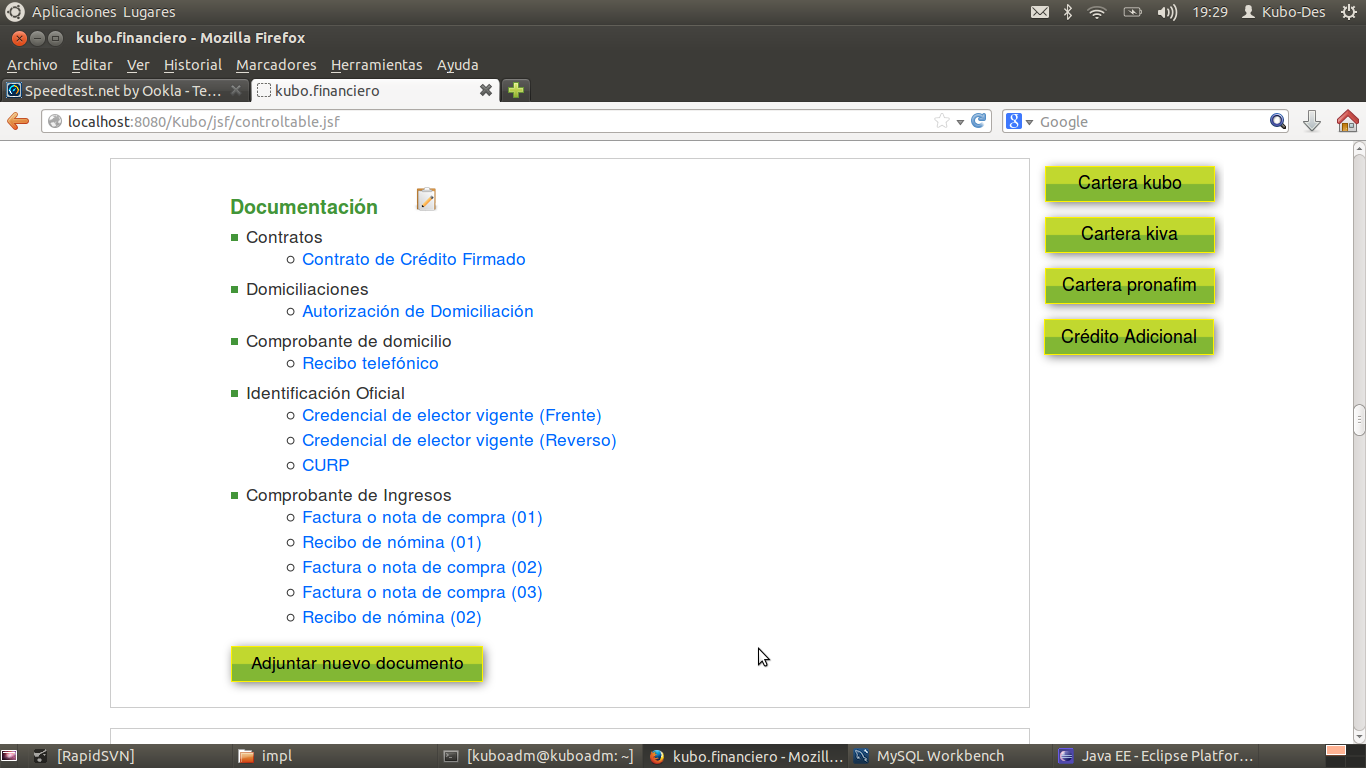 Aplicaciones Lugares
19:29 Kubo-Des
kubo.financiero - Mozilla Firefox
Archivo Editar Ver Historial Marcadores Herramientas Ayuda
Speedtest.net by Ookla - Te...
kubo.financiero
localhost:8080/Kubo/jsf/controltable.jsf
Google
Documentación
Contratos
Contrato de Crédito Firmado
Domiciliaciones
Autorización de Domiciliación
Comprobante de domicilio
Recibo telefónico
Identificación Oficial
Credencial de elector vigente (Frente)
Credencial de elector vigente (Reverso)
CURP
Comprobante de Ingresos
Factura o nota de compra (01)
Recibo de nómina (01)
Factura o nota de compra (02)
Factura o nota de compra (03)
Recibo de nómina (02)
Adjuntar nuevo documento
Cartera kubo
Cartera kiva
Cartera pronafim
Crédito Adicional
[RapidSVN]
impl
[kuboadm@kuboadm: ~]
kubo.financiero - Mozill...
MySQL Workbench
Java EE - Eclipse Platfor...